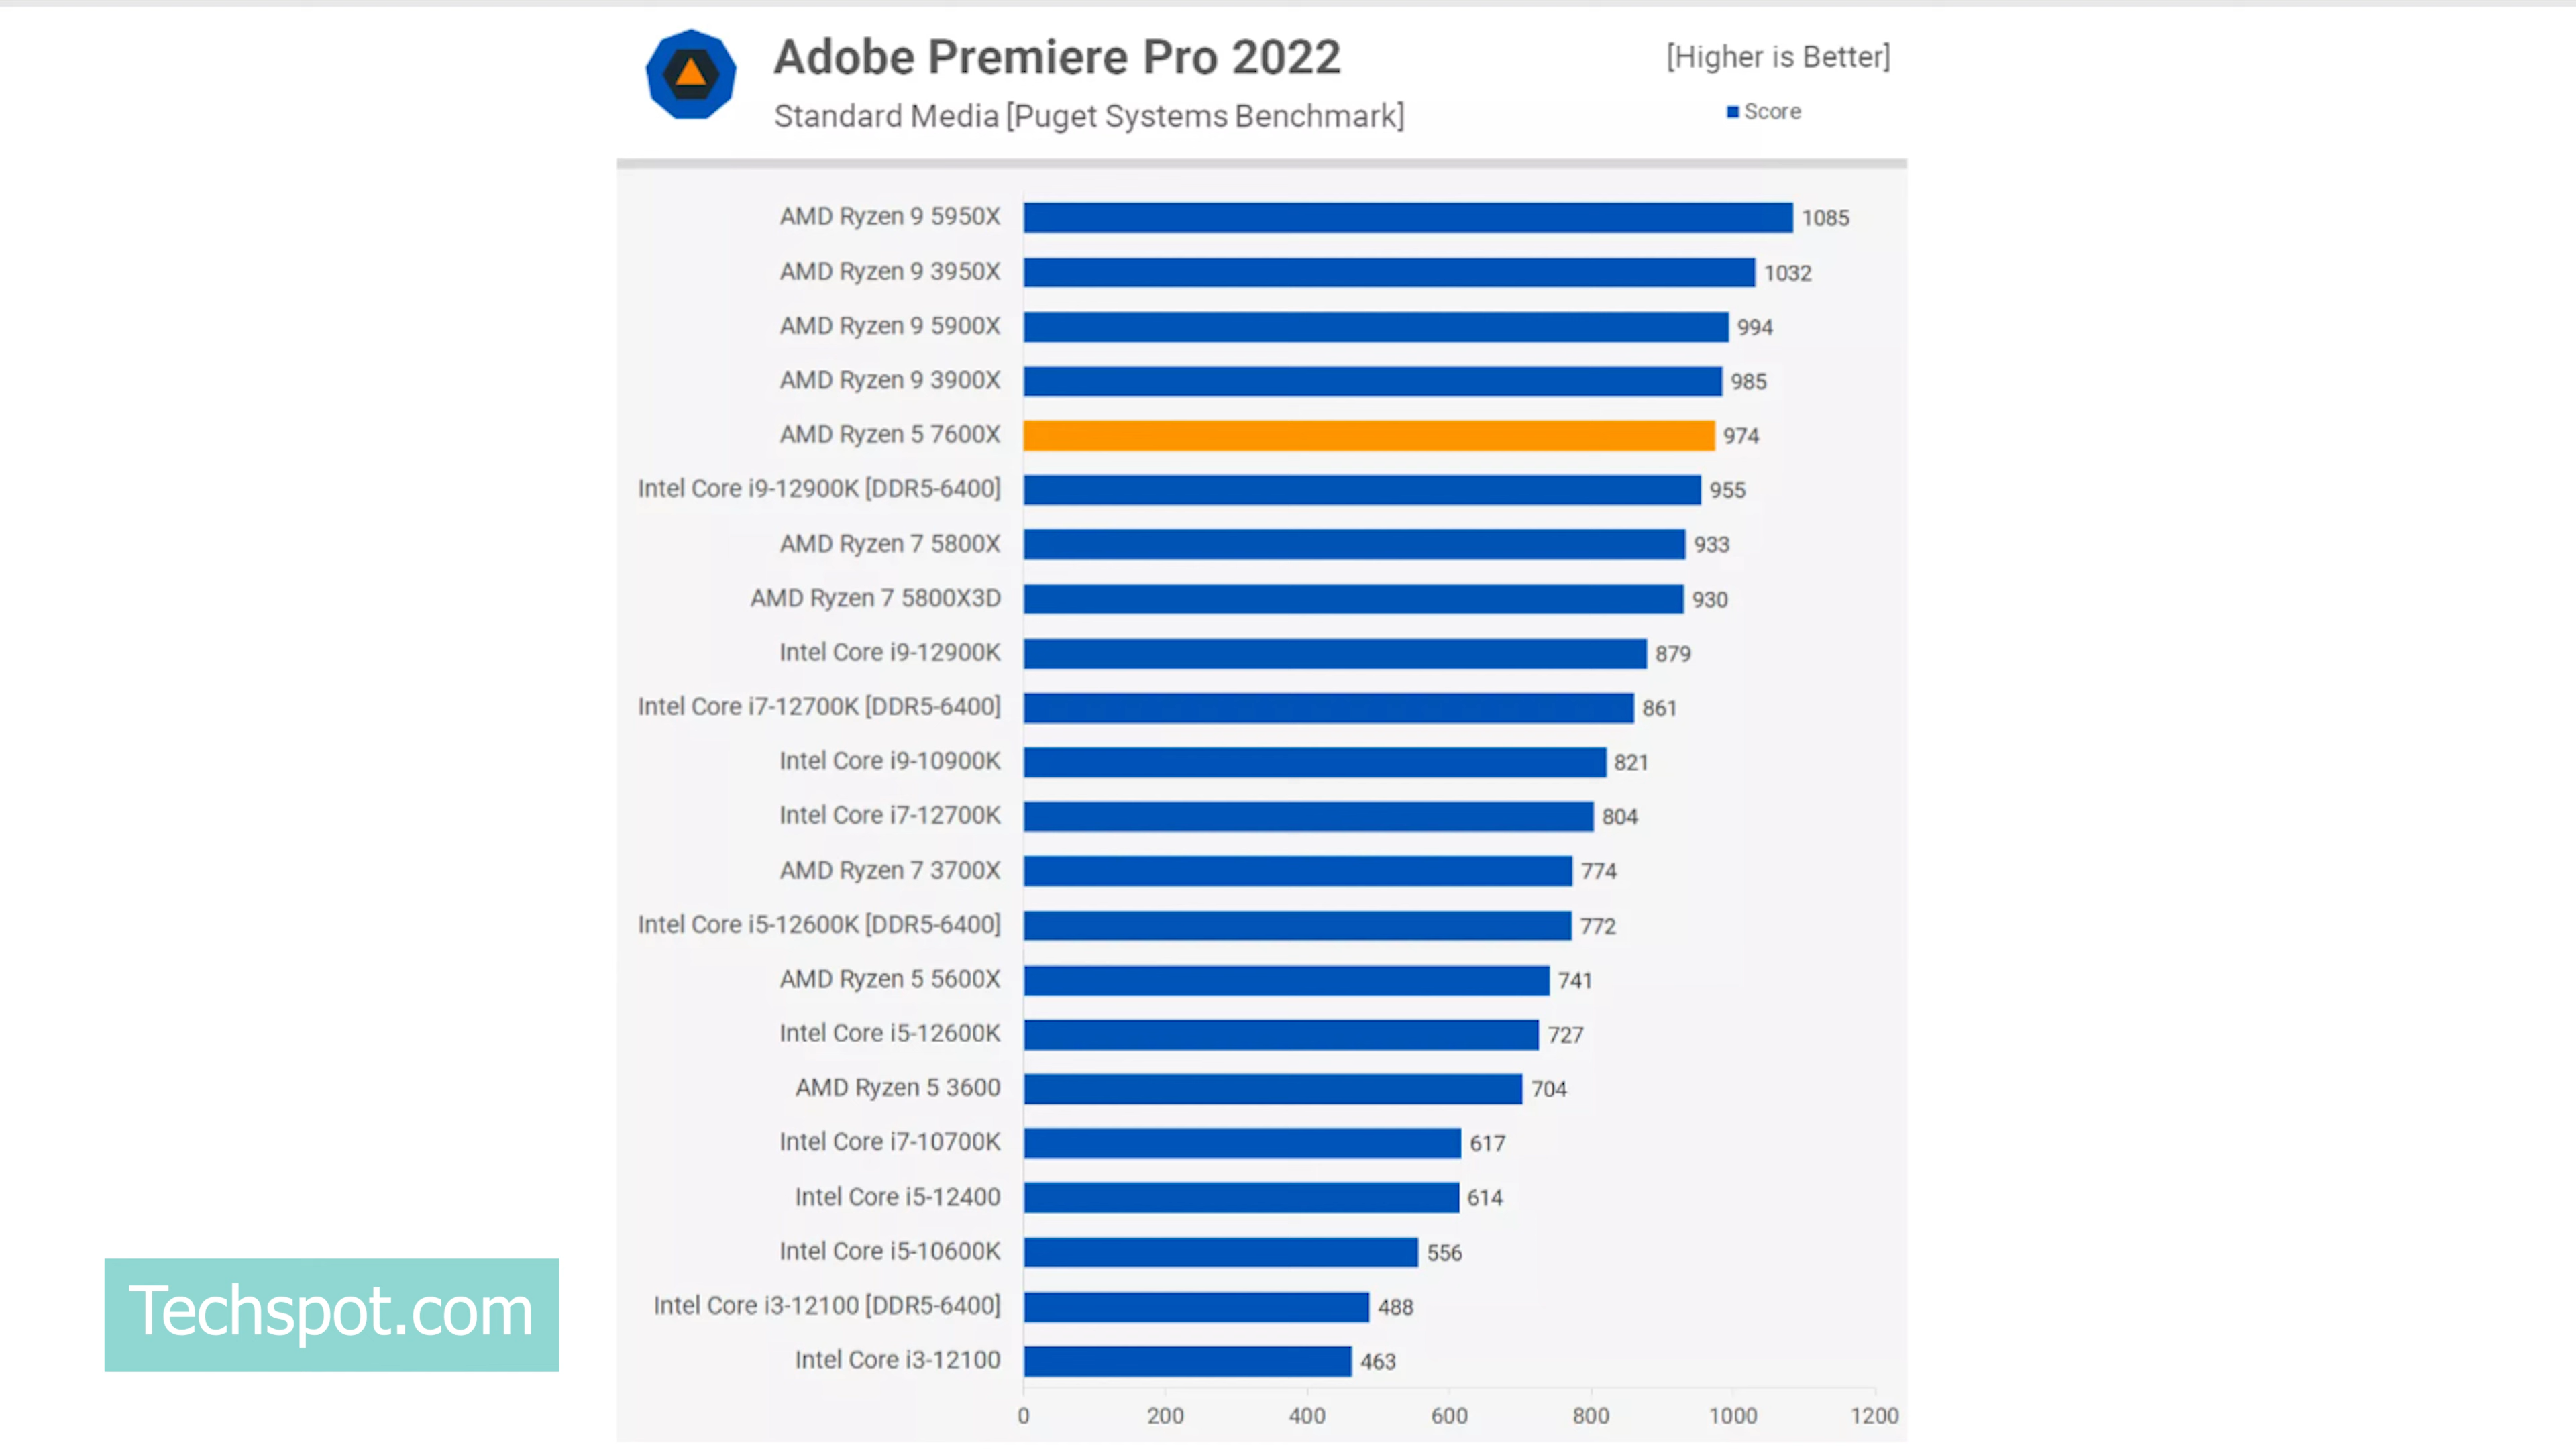 Adobe Premiere Pro 2022
[Higher is Better]
Standard Media [Puget Systems Benchmark]
Score
AMD Ryzen 9 5950X 1085
AMD Ryzen 9 3950X 1032
AMD Ryzen 9 5900X 994
AMD Ryzen 9 3900X 985
AMD Ryzen 5 7600X 974
Intel Core i9-12900K [DDR5-6400] 955
AMD Ryzen 7 5800X 933
AMD Ryzen 7 5800X3D 930
Intel Core i9-12900K 879
Intel Core i7-12700K [DDR5-6400] 861
Intel Core i9-10900K 821
Intel Core i7-12700K 804
AMD Ryzen 7 3700X 774
Intel Core i5-12600K [DDR5-6400] 772
AMD Ryzen 5 5600X 741
Intel Core i5-12600K 727
AMD Ryzen 5 3600 704
Intel Core i7-10700K 617
Intel Core i5-12400 614
Intel Core i5-10600K 556
Intel Core i3-12100 [DDR5-6400] 488
Intel Core i3-12100 463
0 200 400 600 800 1000 1200
Techspot.com